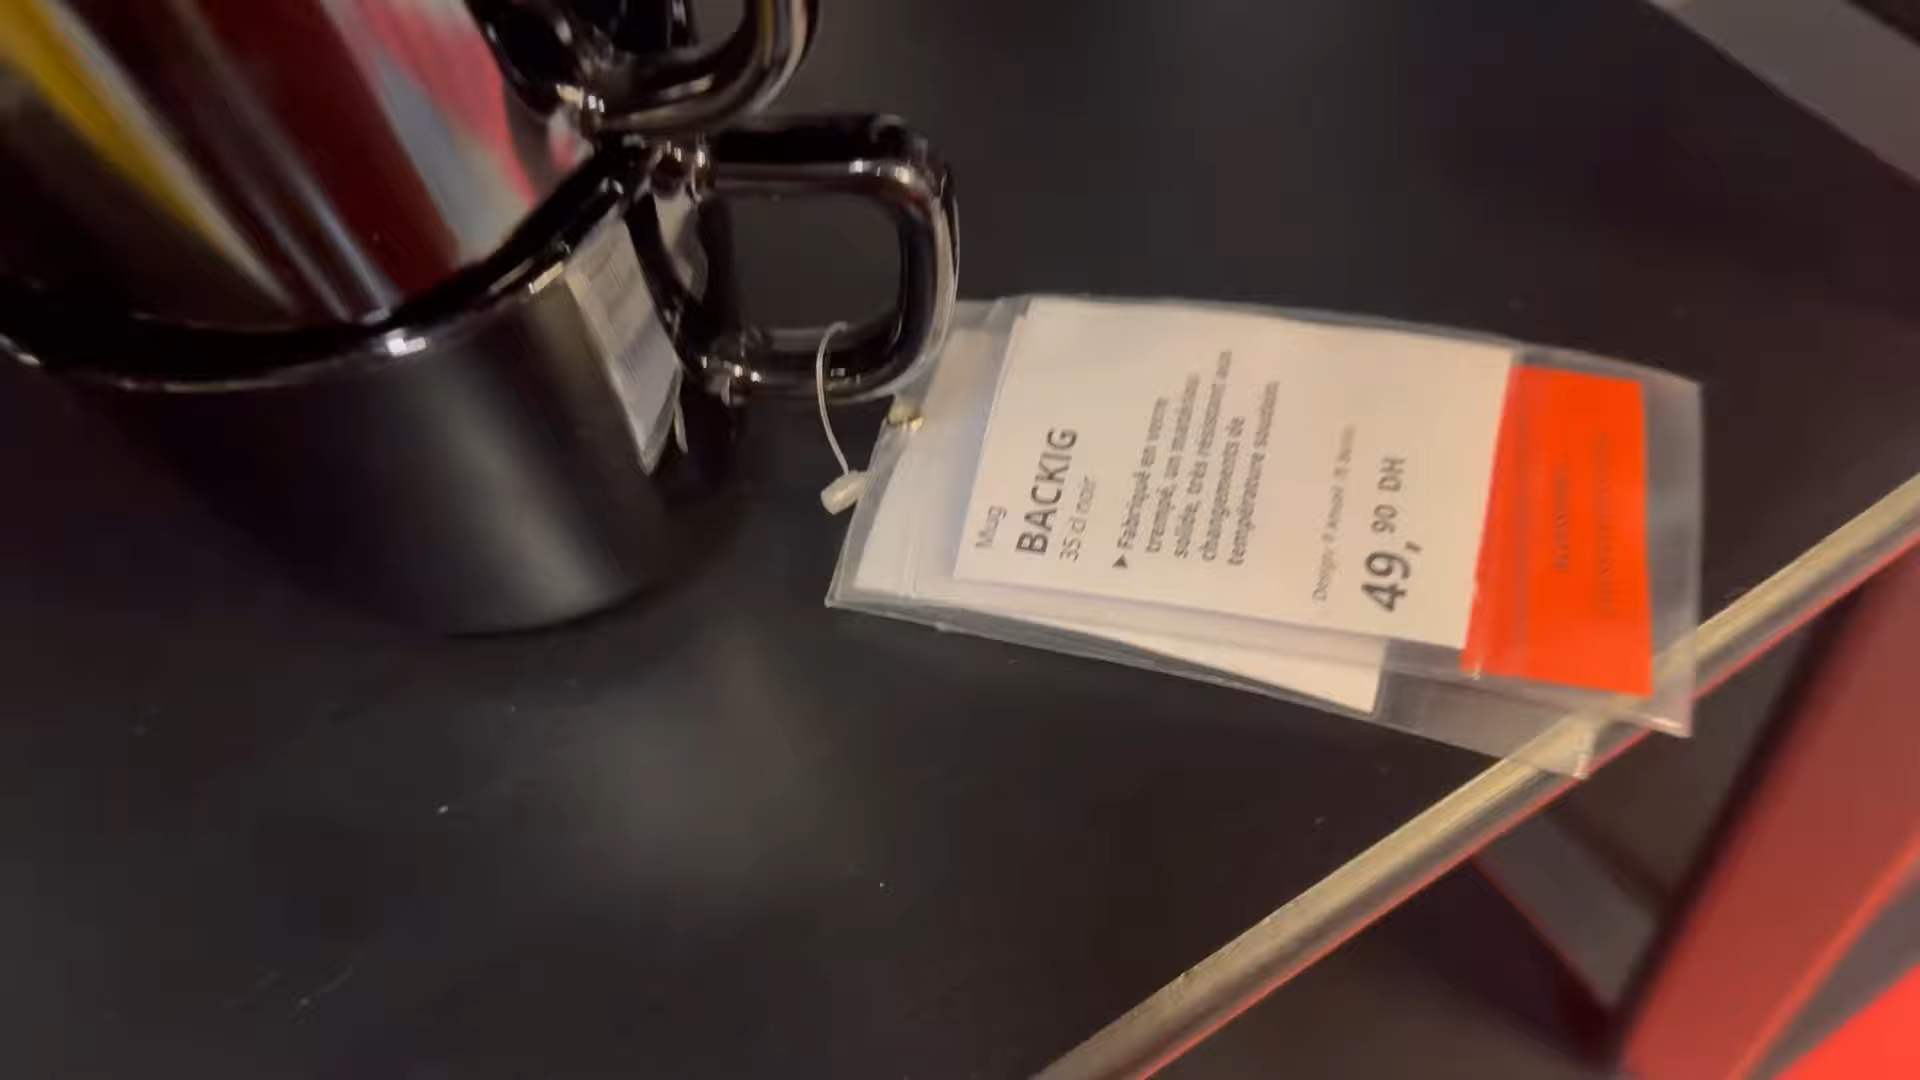 Mug
BACKIG
35 cl noir
▶ Fabriqué en verre
trempé, un matériau
solide, très résistant aux
changements de
température soudain.
49,90 DH